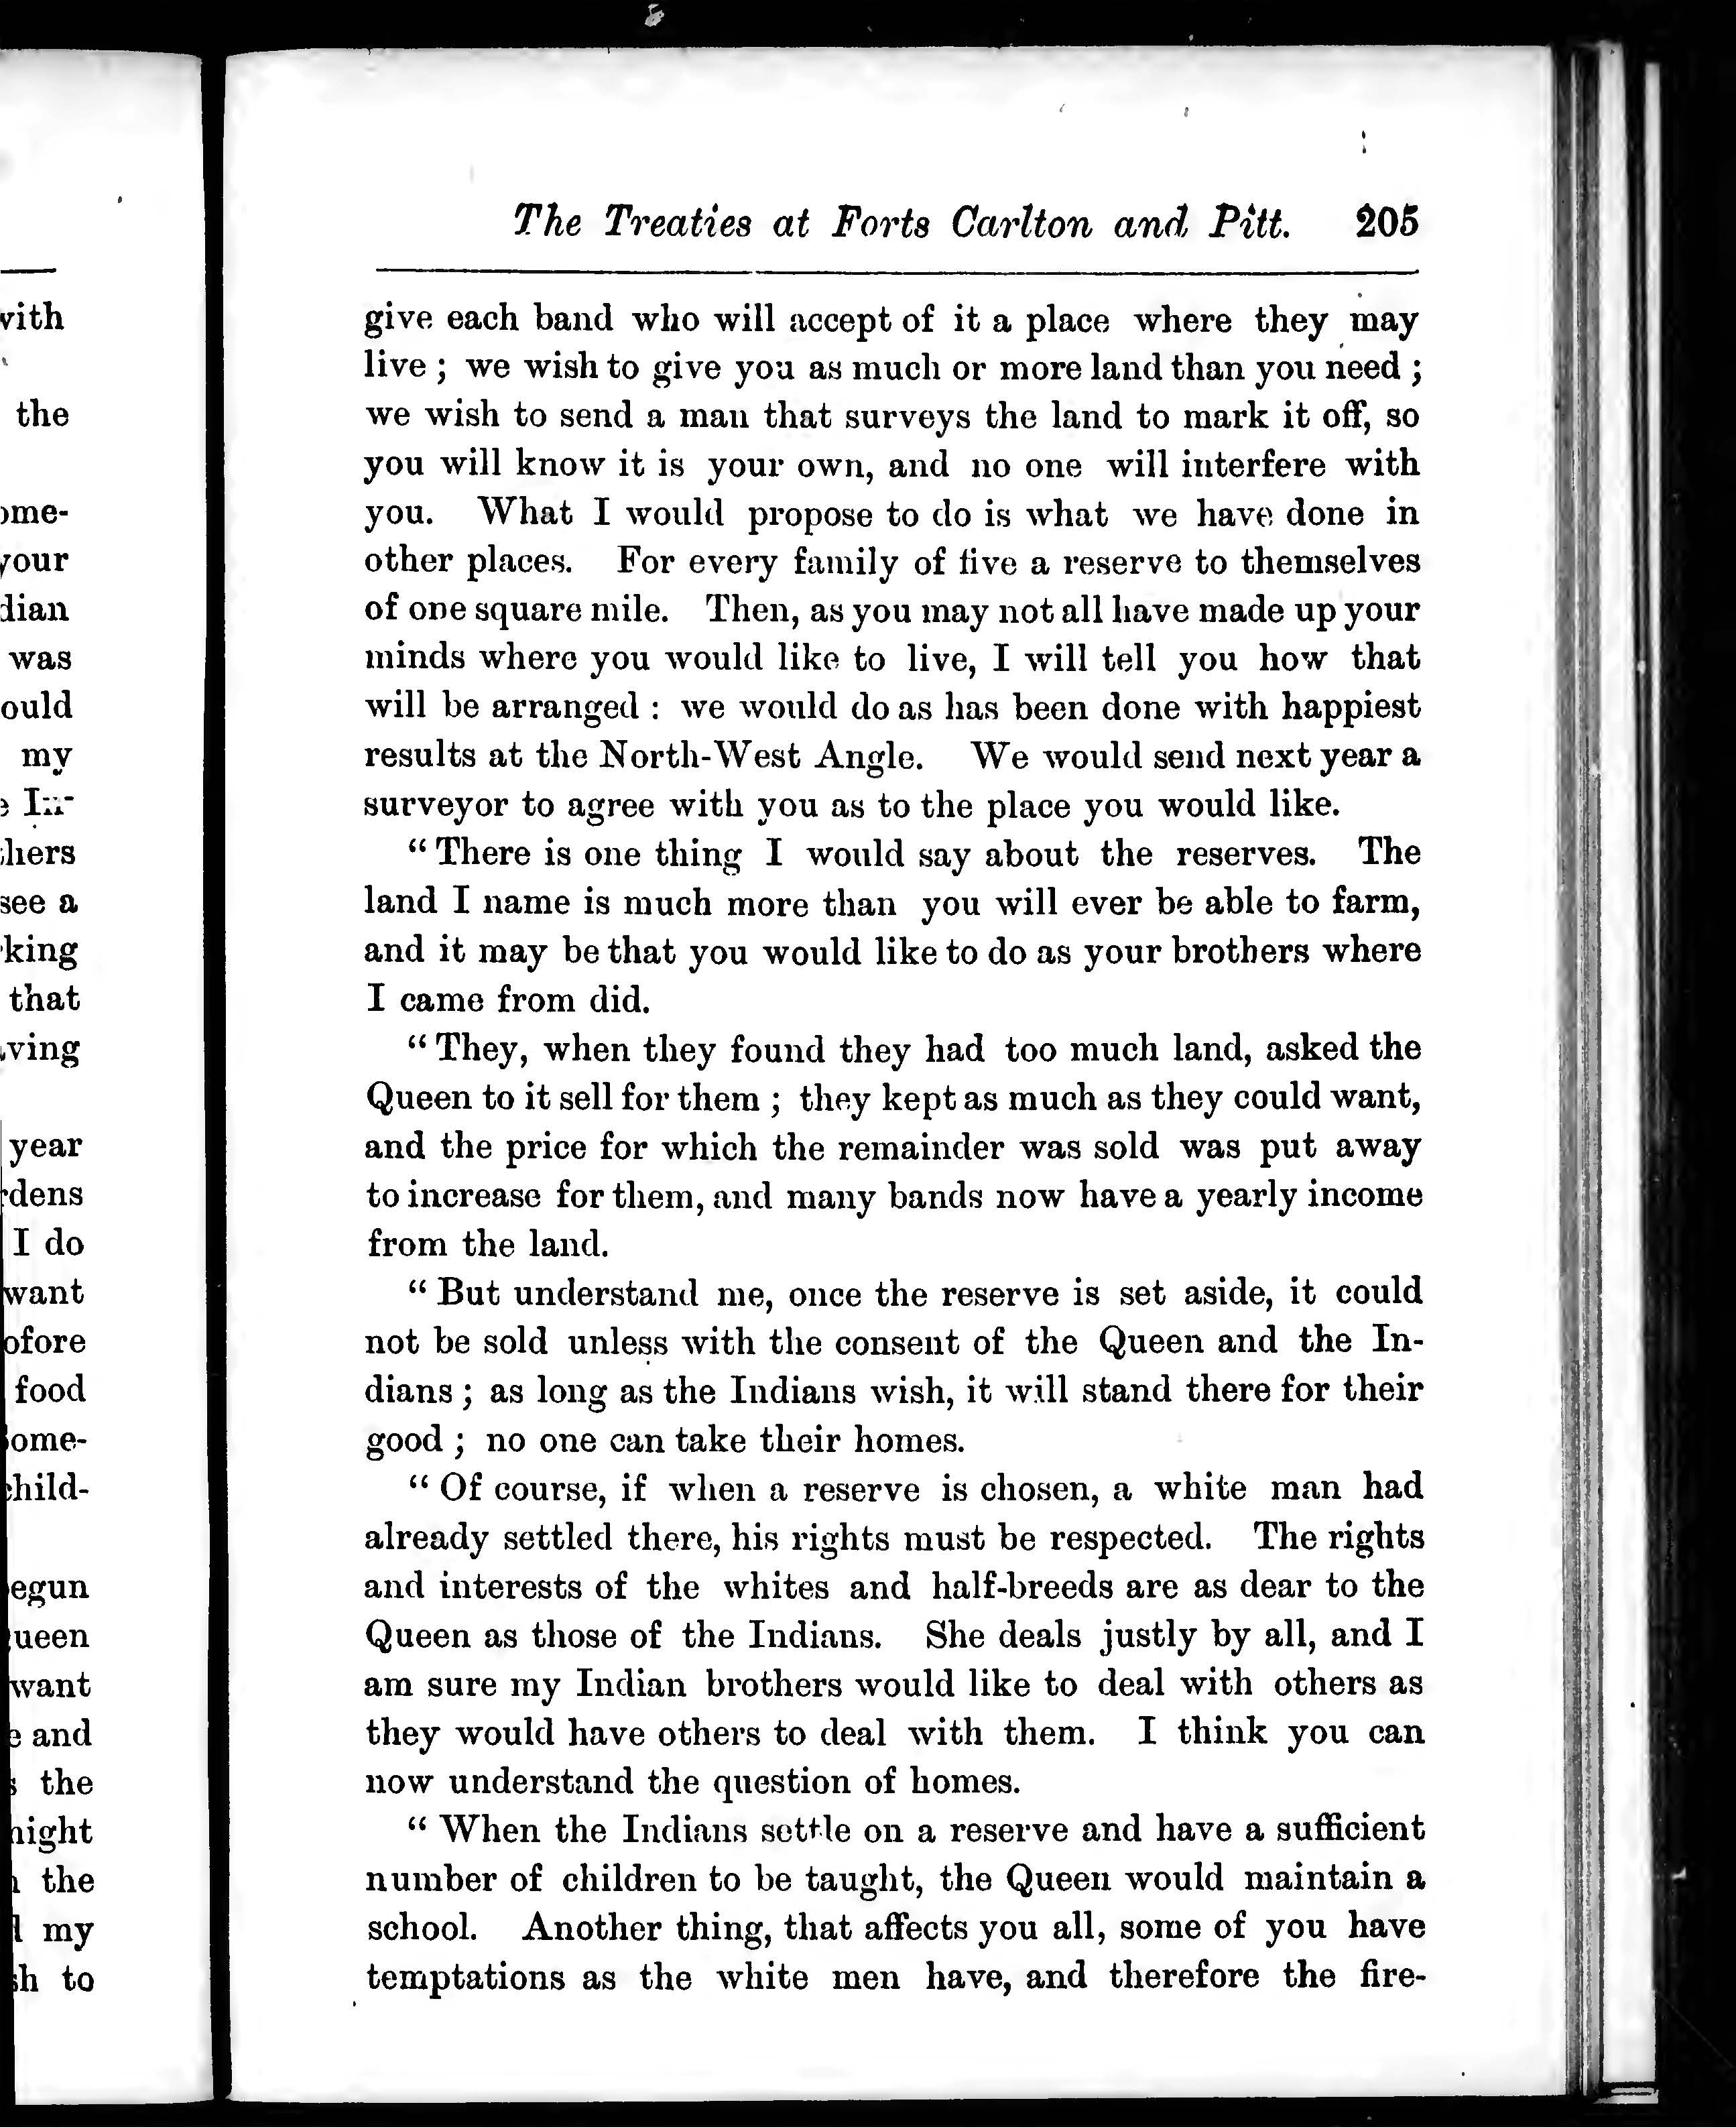 The Treaties at Forts Carlton and Pitt. 205
give each band who will accept of it a place where they may
live ; we wish to give you as much or more land than you need ;
we wish to send a man that surveys the land to mark it off, so
you will know it is your own, and no one will interfere with
you. What I would propose to do is what we have done in
other places. For every family of five a reserve to themselves
of one square mile. Then, as you may not all have made up your
minds where you would like to live, I will tell you how that
will be arranged : we would do as has been done with happiest
results at the North-West Angle. We would send next year a
surveyor to agree with you as to the place you would like.
“ There is one thing I would say about the reserves. The
land I name is much more than you will ever be able to farm,
and it may be that you would like to do as your brothers where
I came from did.
“ They, when they found they had too much land, asked the
Queen to it sell for them ; they kept as much as they could want,
and the price for which the remainder was sold was put away
to increase for them, and many bands now have a yearly income
from the land.
“ But understand me, once the reserve is set aside, it could
not be sold unless with the consent of the Queen and the In-
dians ; as long as the Indians wish, it will stand there for their
good ; no one can take their homes.
“ Of course, if when a reserve is chosen, a white man had
already settled there, his rights must be respected. The rights
and interests of the whites and half-breeds are as dear to the
Queen as those of the Indians. She deals justly by all, and I
am sure my Indian brothers would like to deal with others as
they would have others to deal with them. I think you can
now understand the question of homes.
“ When the Indians settle on a reserve and have a sufficient
number of children to be taught, the Queen would maintain a
school. Another thing, that affects you all, some of you have
temptations as the white men have, and therefore the fire-